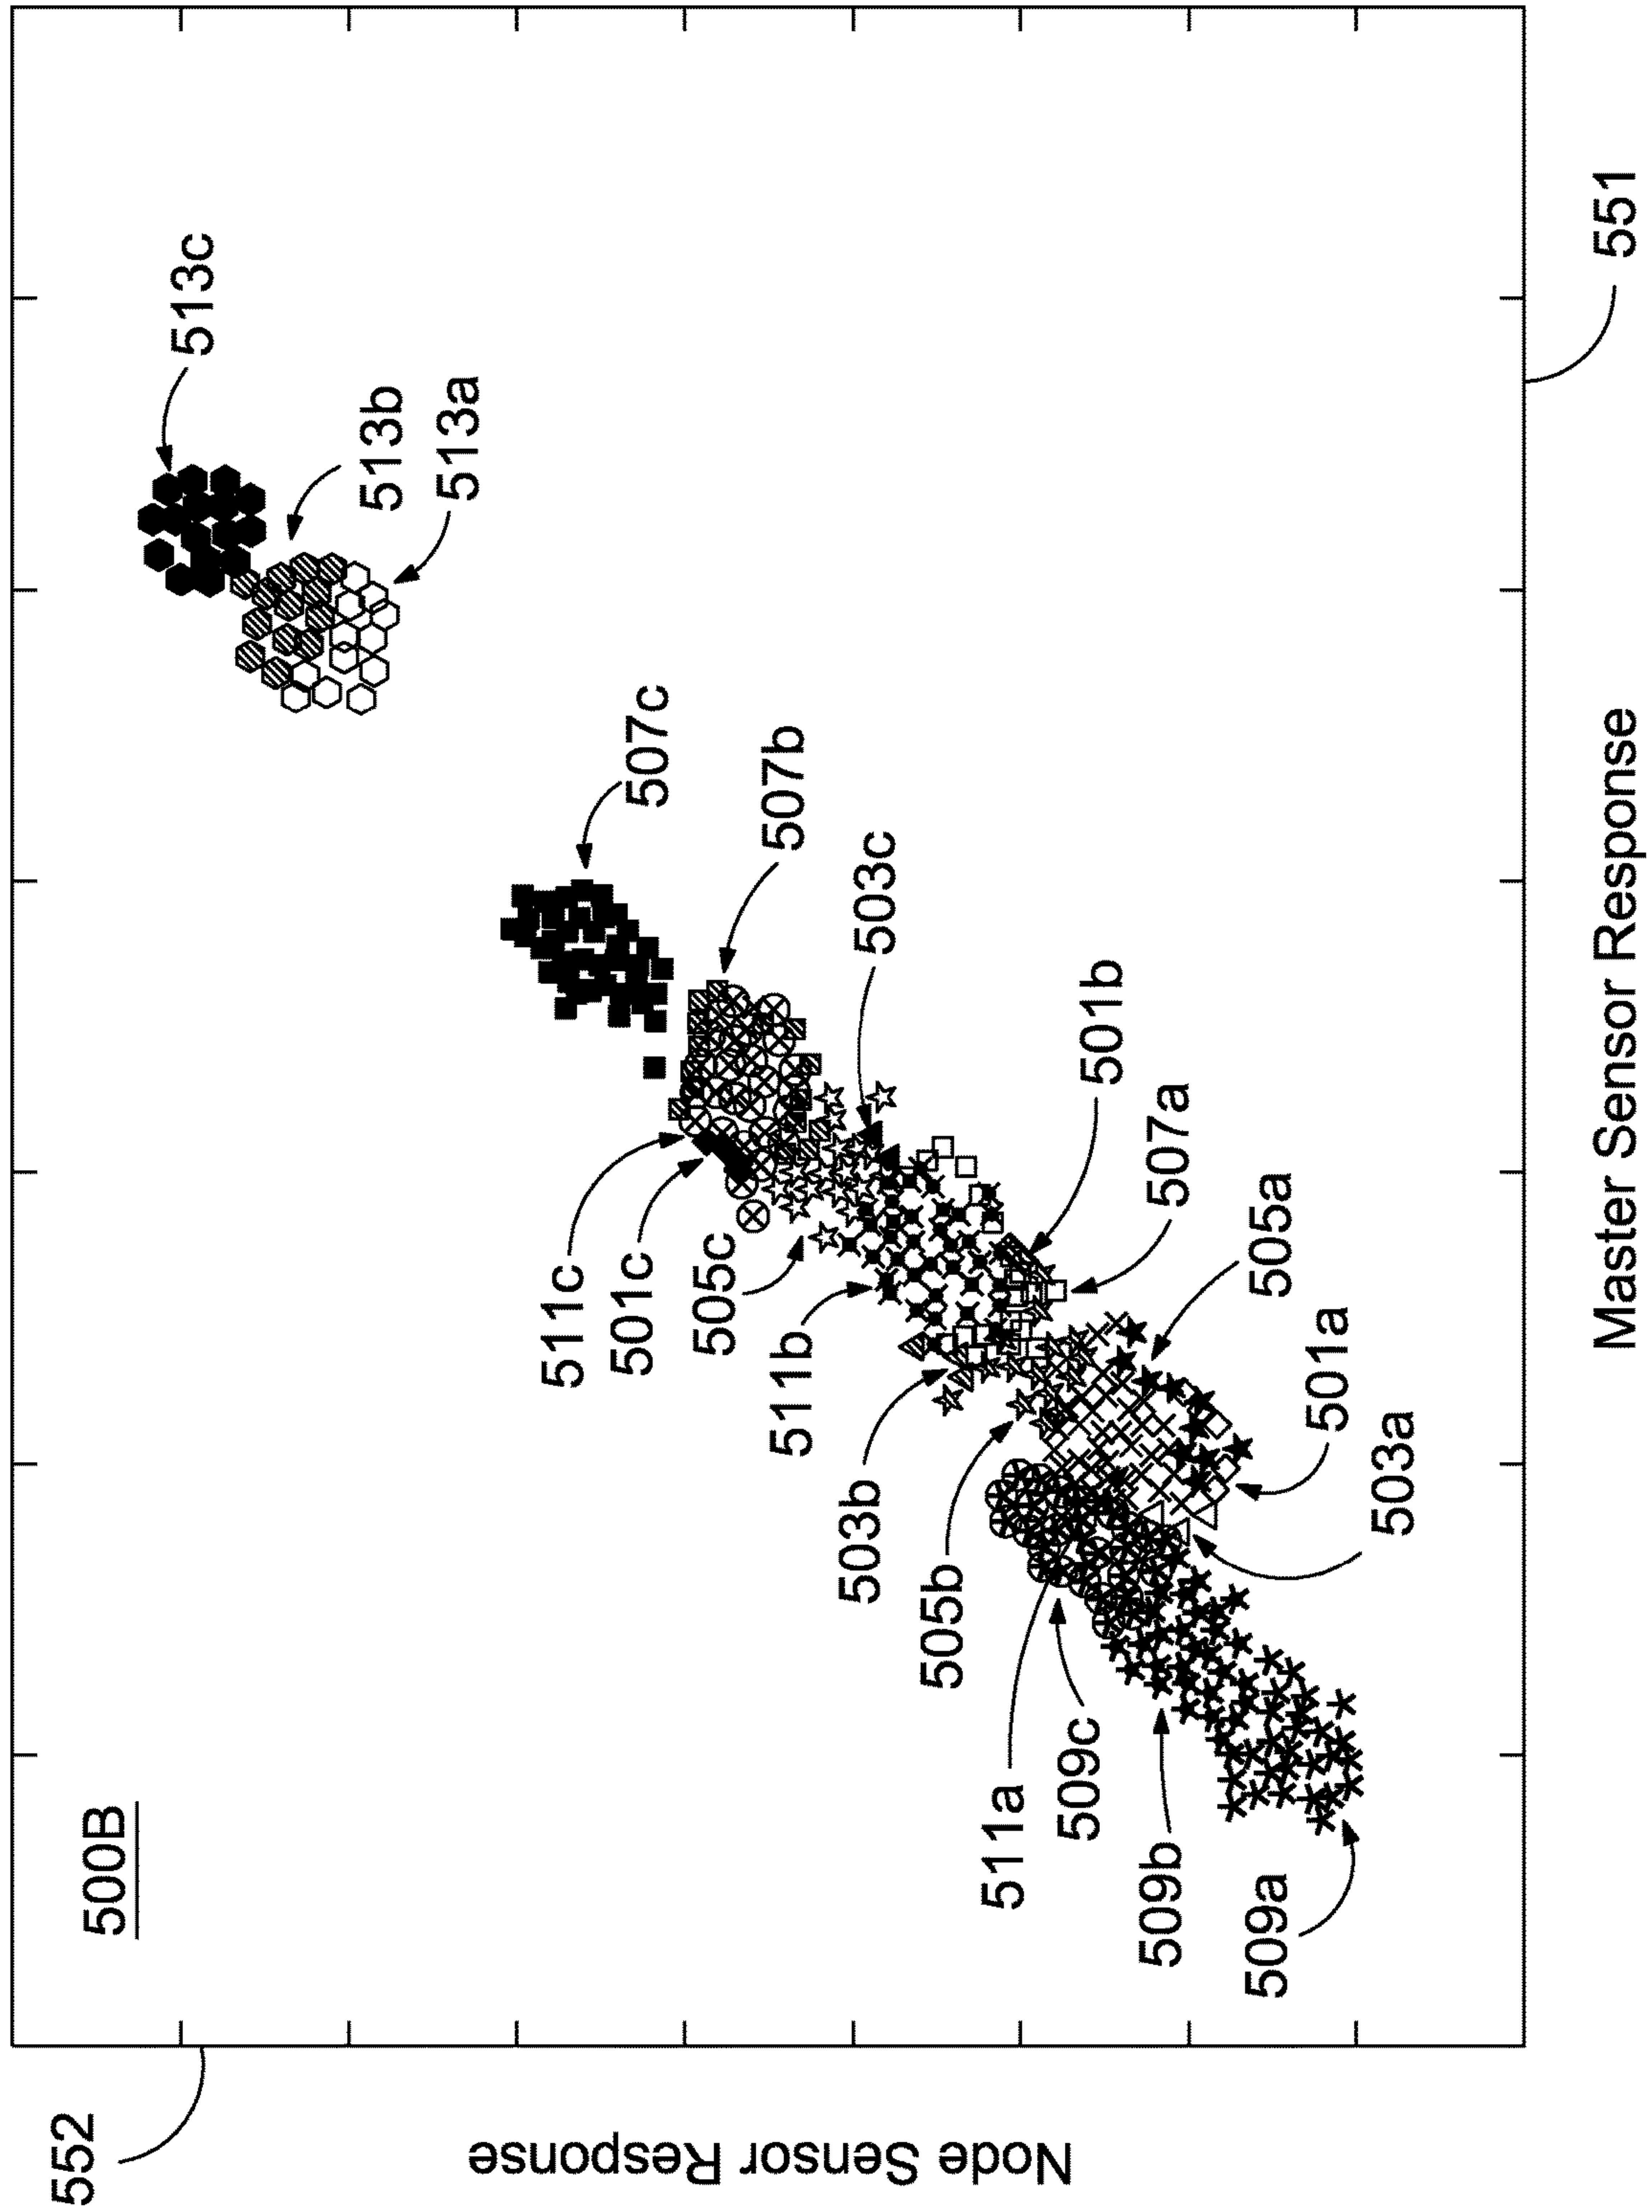 500B
552
Node Sensor Response
513c
513b
513a
507c
507b
503c
501b
507a
505a
501a
503a
511c
501c
505c
511b
503b
505b
511a
509c
509b
509a
551
Master Sensor Response